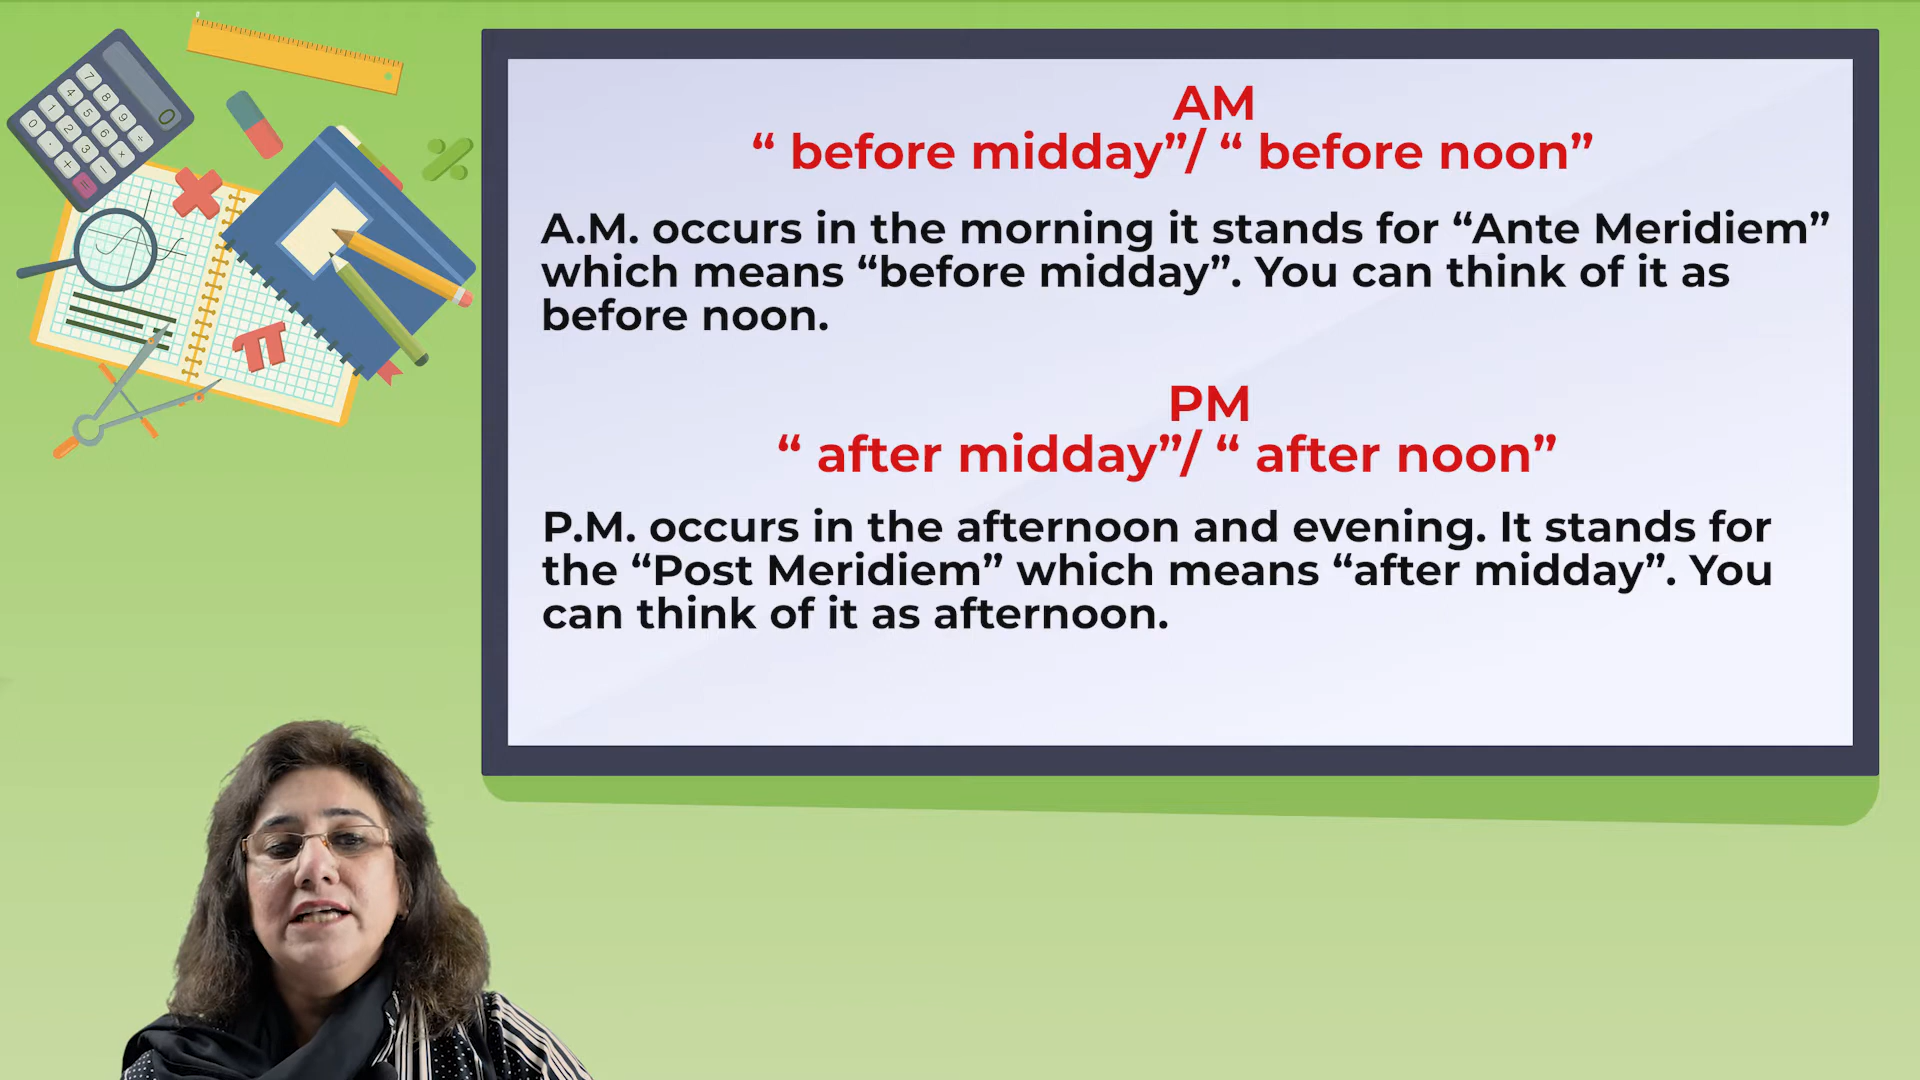 AM
“ before midday”/ “ before noon”
A.M. occurs in the morning it stands for “Ante Meridiem”
which means “before midday”. You can think of it as
before noon.
PM
“ after midday”/ “ after noon”
P.M. occurs in the afternoon and evening. It stands for
the “Post Meridiem” which means “after midday”. You
can think of it as afternoon.